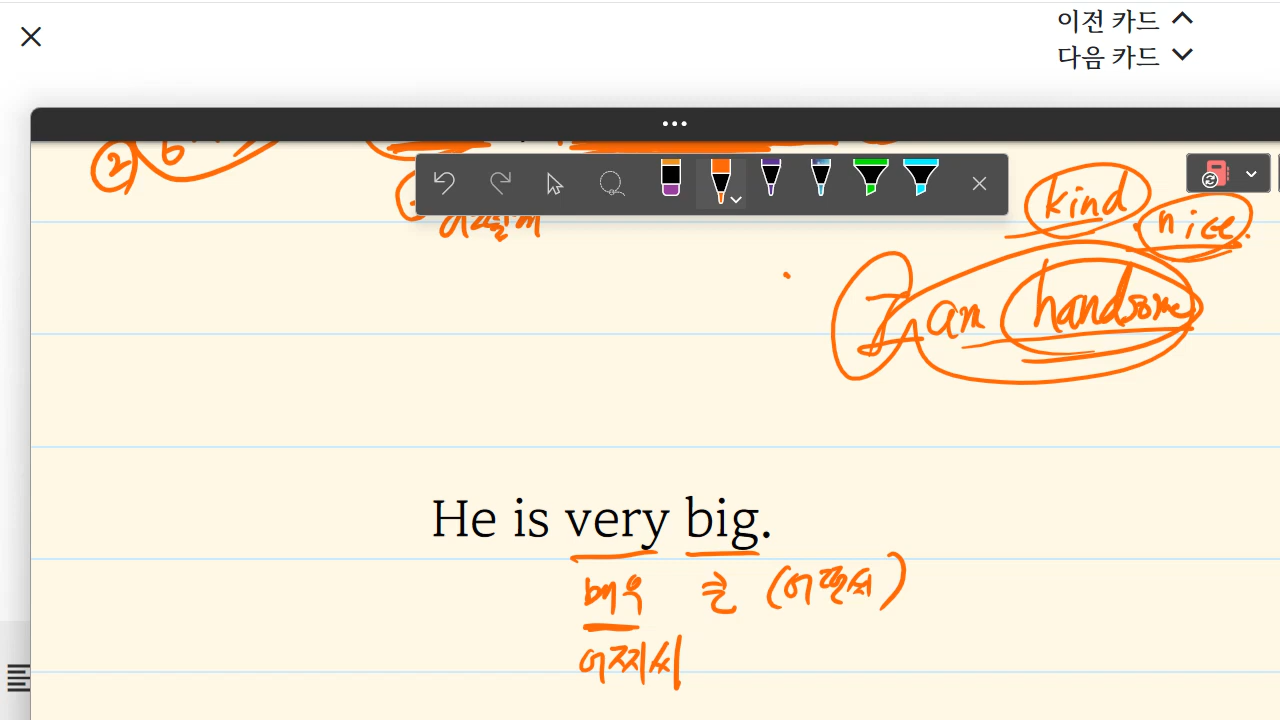 이전 카드
다음 카드
②
kind
nice.
I am handsome
He is very big.
매우 큰 (어떤씨)
어찌씨